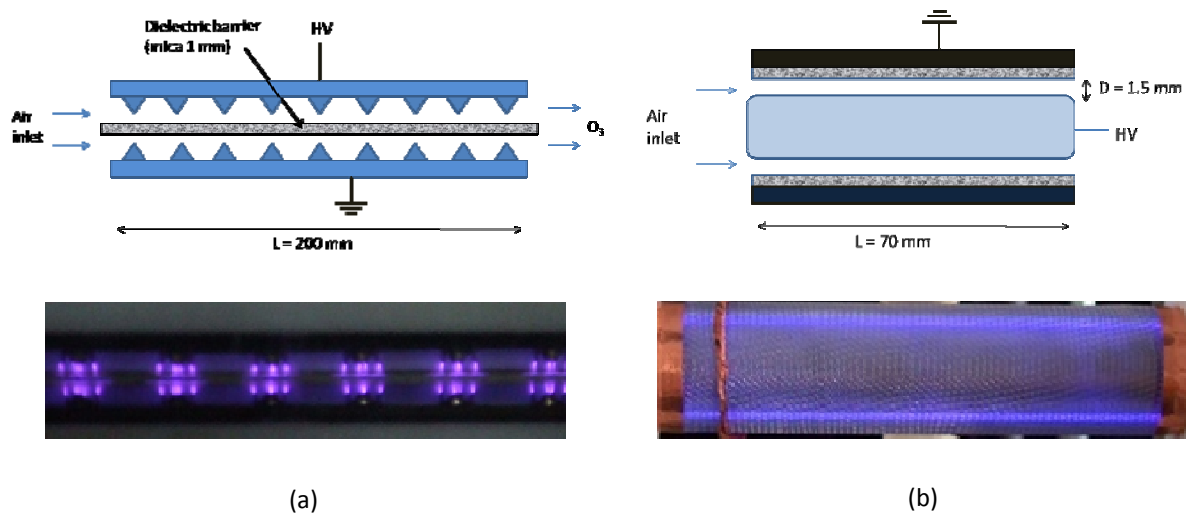 Dielectric barrier
(mica 1 mm)
HV
Air
inlet
O3
L = 200 mm
D = 1.5 mm
Air
inlet
HV
L = 70 mm
(a)
(b)